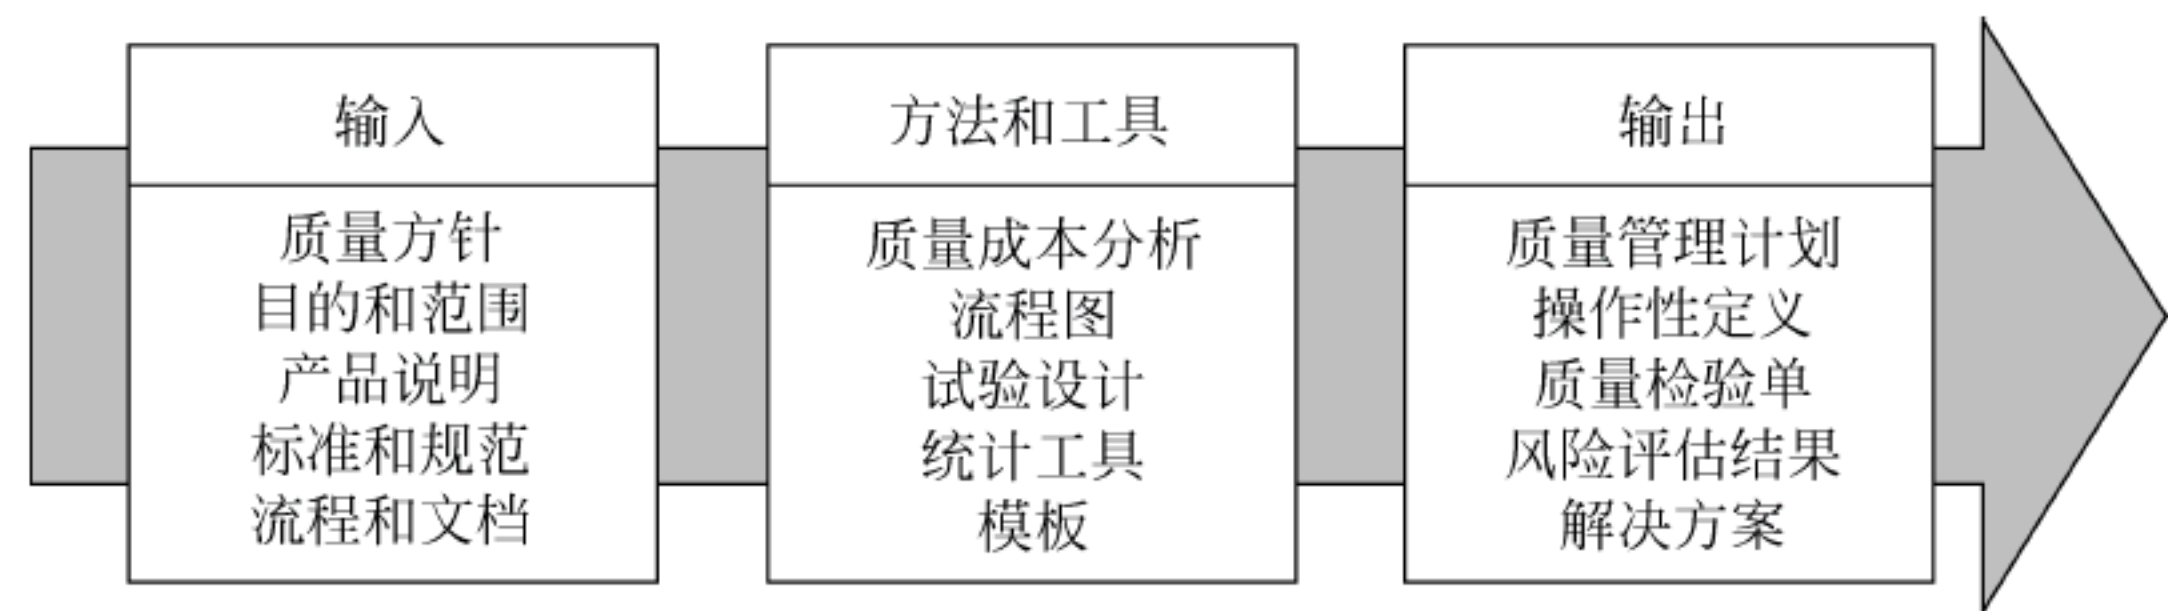 输入
质量方针
目的和范围
产品说明
标准和规范
流程和文档
方法和工具
质量成本分析
流程图
试验设计
统计工具
模板
输出
质量管理计划
操作性定义
质量检验单
风险评估结果
解决方案